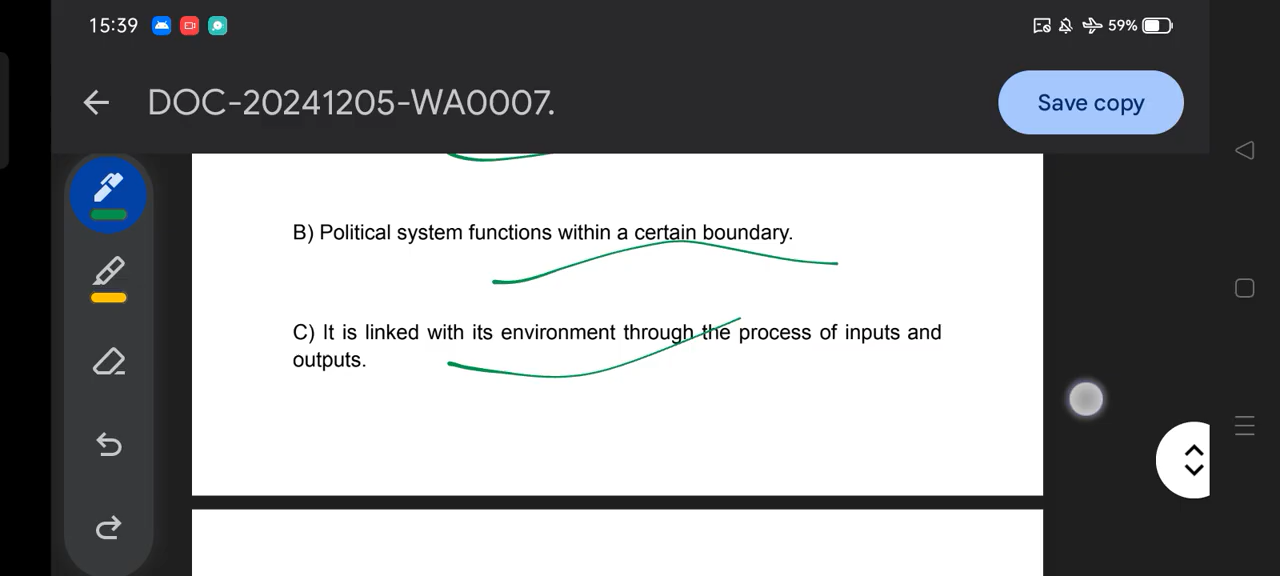 15:39
59%
DOC-20241205-WA0007.
Save copy
B) Political system functions within a certain boundary.
C) It is linked with its environment through the process of inputs and
outputs.